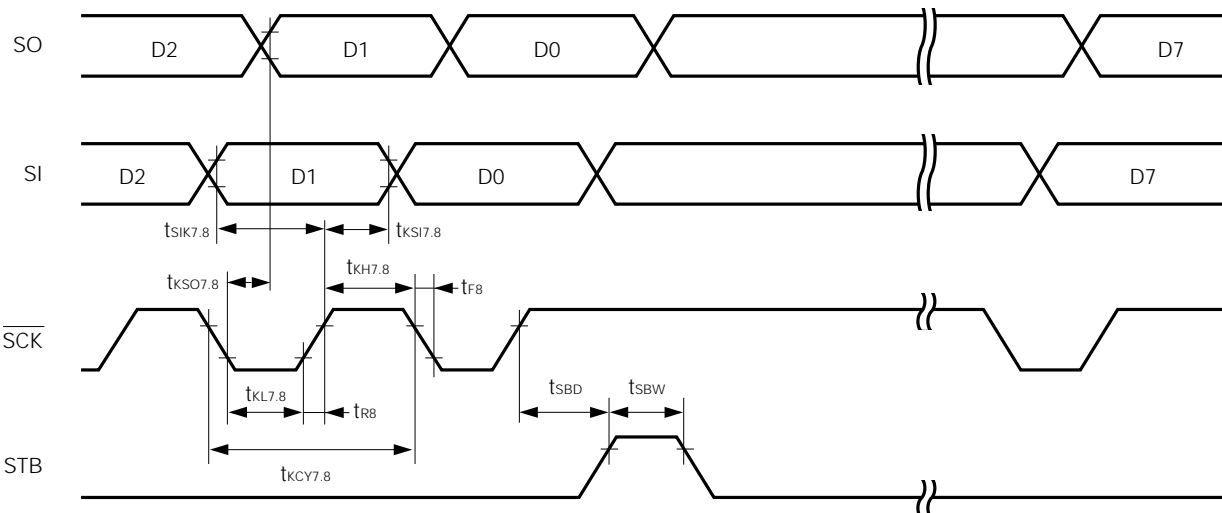 SO D2 D1 D0 D7
SI D2 D1 D0 D7
tSIK7.8 tKSI7.8
tKSO7.8 tKH7.8 tF8
SCK
tKL7.8 tR8 tSBD tSBW
STB
tKCY7.8